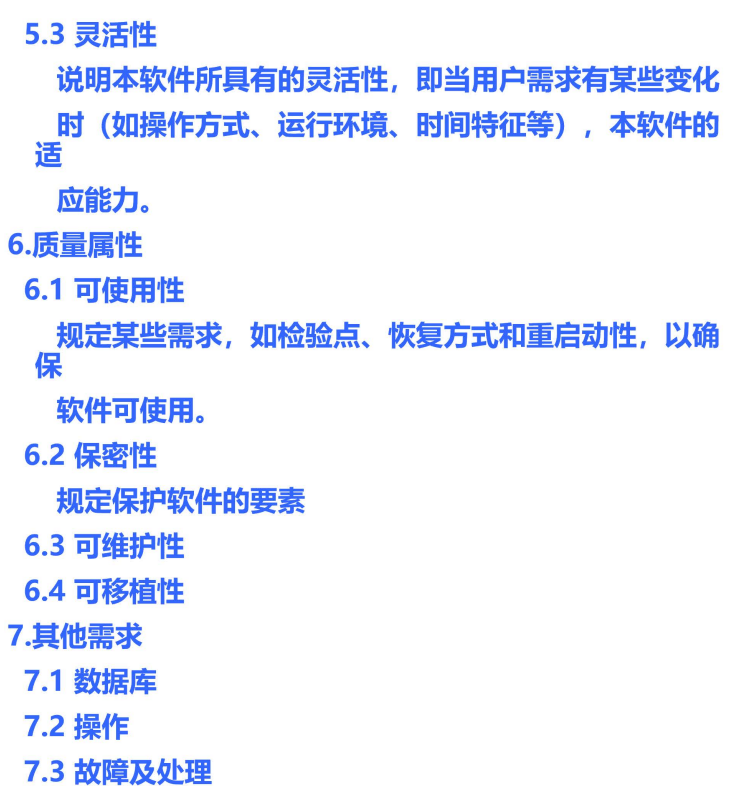 5.3 灵活性
说明本软件所具有的灵活性，即当用户需求有某些变化
时（如操作方式、运行环境、时间特征等），本软件的
适
应能力。
6.质量属性
6.1 可使用性
规定某些需求，如检验点、恢复方式和重启动性，以确
保
软件可使用。
6.2 保密性
规定保护软件的要素
6.3 可维护性
6.4 可移植性
7.其他需求
7.1 数据库
7.2 操作
7.3 故障及处理